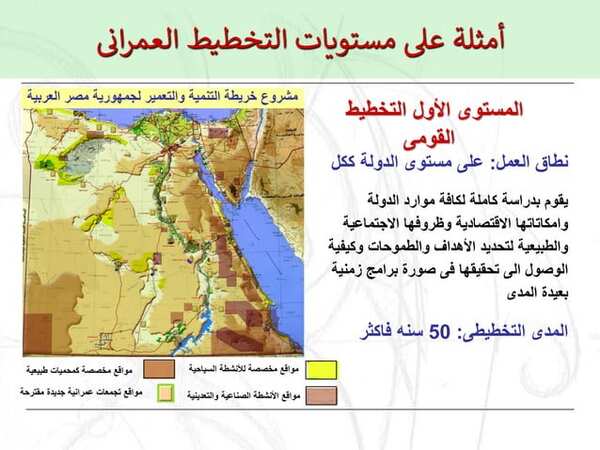 أمثلة على مستويات التخطيط العمرانى
المستوى الأول التخطيط
القومى
نطاق العمل: على مستوى الدولة ككل
يقوم بدراسة كاملة لكافة موارد الدولة
وامكاتاتها الاقتصادية وظروفها الاجتماعية
والطبيعية لتحديد الأهداف والطموحات وكيفية
الوصول الى تحقيقها فى صورة برامج زمنية
بعيدة المدى
المدى التخطيطى: 50 سنه فاكثر
مشروع خريطة التنمية والتعمير لجمهورية مصر العربية
مواقع مخصصة للأنشطة السياحية
مواقع مخصصة كمحميات طبيعية
مواقع الأنشطة الصناعية والتعدينية
مواقع تجمعات عمرانية جديدة مقترحة